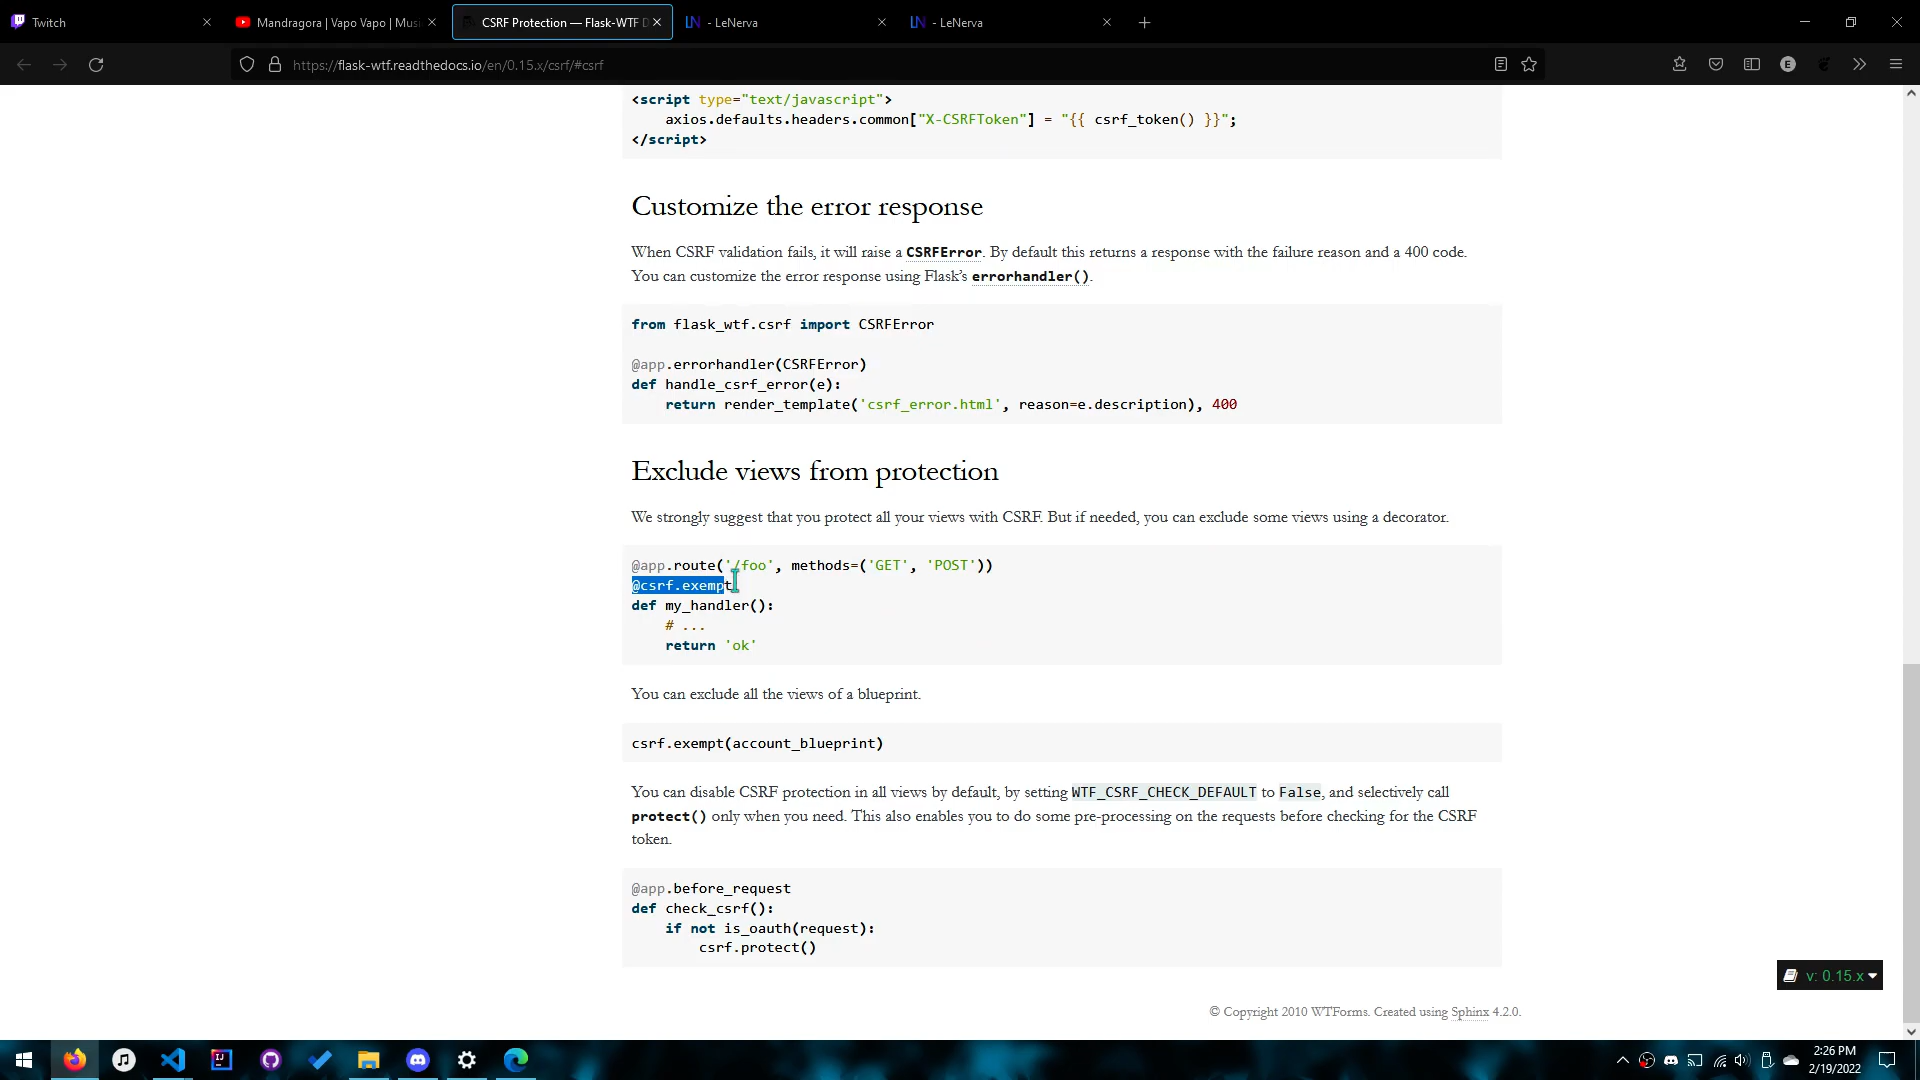 Twitch
Mandragora | Vapo Vapo | Musi
CSRF Protection — Flask-WTF D
LN - LeNerva
LN - LeNerva
https://flask-wtf.readthedocs.io/en/0.15.x/csrf/#csrf
E
<script type="text/javascript">
axios.defaults.headers.common["X-CSRFToken"] = "{{ csrf_token() }}";
</script>
Customize the error response
When CSRF validation fails, it will raise a CSRFError. By default this returns a response with the failure reason and a 400 code.
You can customize the error response using Flask’s errorhandler().
from flask_wtf.csrf import CSRFError
@app.errorhandler(CSRFError)
def handle_csrf_error(e):
return render_template('csrf_error.html', reason=e.description), 400
Exclude views from protection
We strongly suggest that you protect all your views with CSRF. But if needed, you can exclude some views using a decorator.
@app.route('/foo', methods=('GET', 'POST'))
@csrf.exempt
def my_handler():
# ...
return 'ok'
You can exclude all the views of a blueprint.
csrf.exempt(account_blueprint)
You can disable CSRF protection in all views by default, by setting WTF_CSRF_CHECK_DEFAULT to False, and selectively call
protect() only when you need. This also enables you to do some pre-processing on the requests before checking for the CSRF
token.
@app.before_request
def check_csrf():
if not is_oauth(request):
csrf.protect()
v: 0.15.x
© Copyright 2010 WTForms. Created using Sphinx 4.2.0.
2:26 PM
2/19/2022